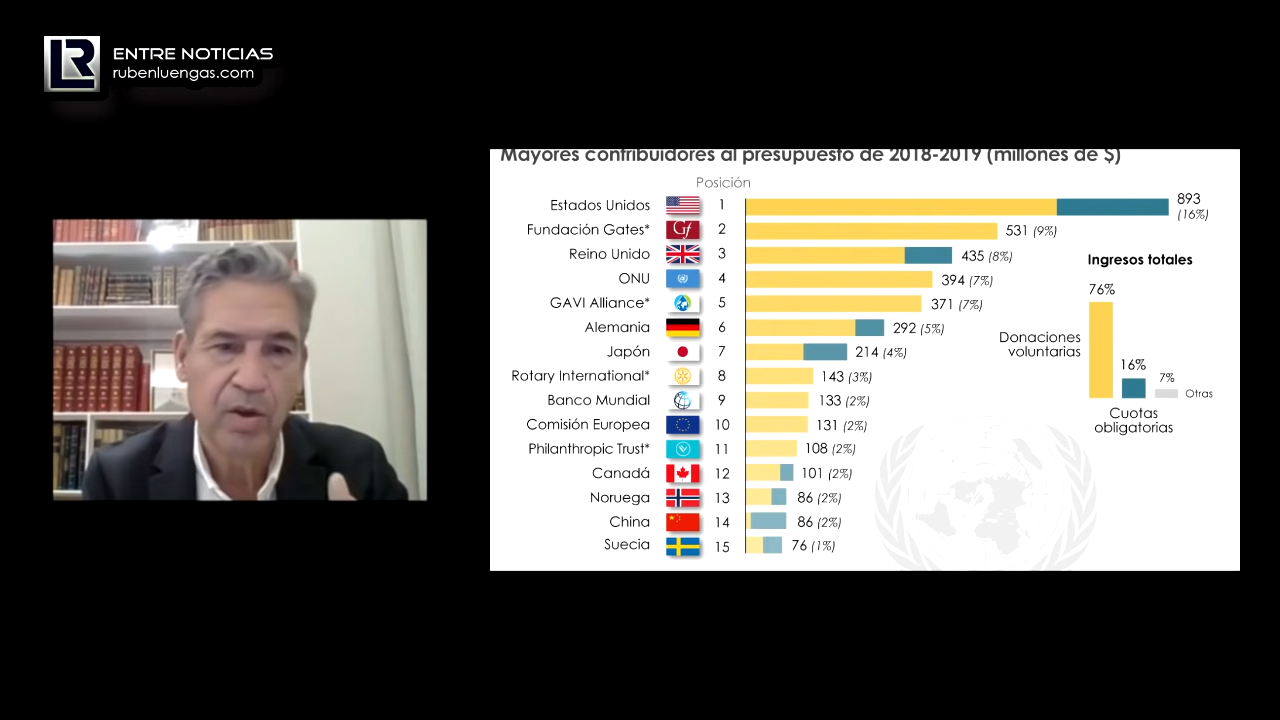 ENTRE NOTICIAS
rubenluengas.com
Mayores contribuidores al presupuesto de 2018-2019 (millones de $)
Posición
Estados Unidos 1 893 (16%)
Fundación Gates* Gf 2 531 (9%)
Reino Unido 3 435 (8%)
ONU 4 394 (7%)
GAVI Alliance* 5 371 (7%)
Alemania 6 292 (5%)
Japón 7 214 (4%)
Rotary International* 8 143 (3%)
Banco Mundial 9 133 (2%)
Comisión Europea 10 131 (2%)
Philanthropic Trust* 11 108 (2%)
Canadá 12 101 (2%)
Noruega 13 86 (2%)
China 14 86 (2%)
Suecia 15 76 (1%)
Ingresos totales
76%
Donaciones
voluntarias
16%
7%
Otras
Cuotas
obligatorias